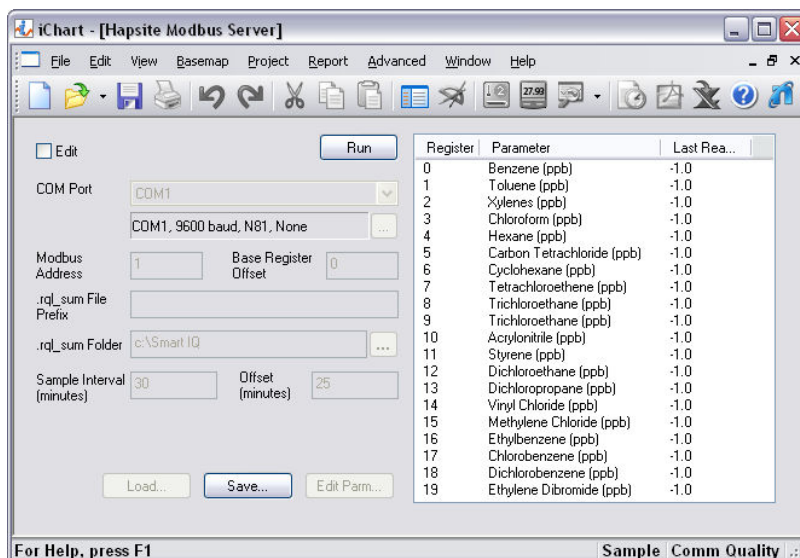 iChart - [Hapsite Modbus Server]
File Edit View Basemap Project Report Advanced Window Help
27.93
Edit
Run
COM Port
COM1
COM1, 9600 baud, N81, None
...
Modbus Address
1
Base Register Offset
0
.rql_sum File Prefix
.rql_sum Folder
c:\Smart IQ
...
Sample Interval (minutes)
30
Offset (minutes)
25
Load...
Save...
Edit Parm...
Register Parameter Last Rea...
0 Benzene (ppb) -1.0
1 Toluene (ppb) -1.0
2 Xylenes (ppb) -1.0
3 Chloroform (ppb) -1.0
4 Hexane (ppb) -1.0
5 Carbon Tetrachloride (ppb) -1.0
6 Cyclohexane (ppb) -1.0
7 Tetrachloroethene (ppb) -1.0
8 Trichloroethane (ppb) -1.0
9 Trichloroethane (ppb) -1.0
10 Acrylonitrile (ppb) -1.0
11 Styrene (ppb) -1.0
12 Dichloroethane (ppb) -1.0
13 Dichloropropane (ppb) -1.0
14 Vinyl Chloride (ppb) -1.0
15 Methylene Chloride (ppb) -1.0
16 Ethylbenzene (ppb) -1.0
17 Chlorobenzene (ppb) -1.0
18 Dichlorobenzene (ppb) -1.0
19 Ethylene Dibromide (ppb) -1.0
For Help, press F1
Sample Comm Quality